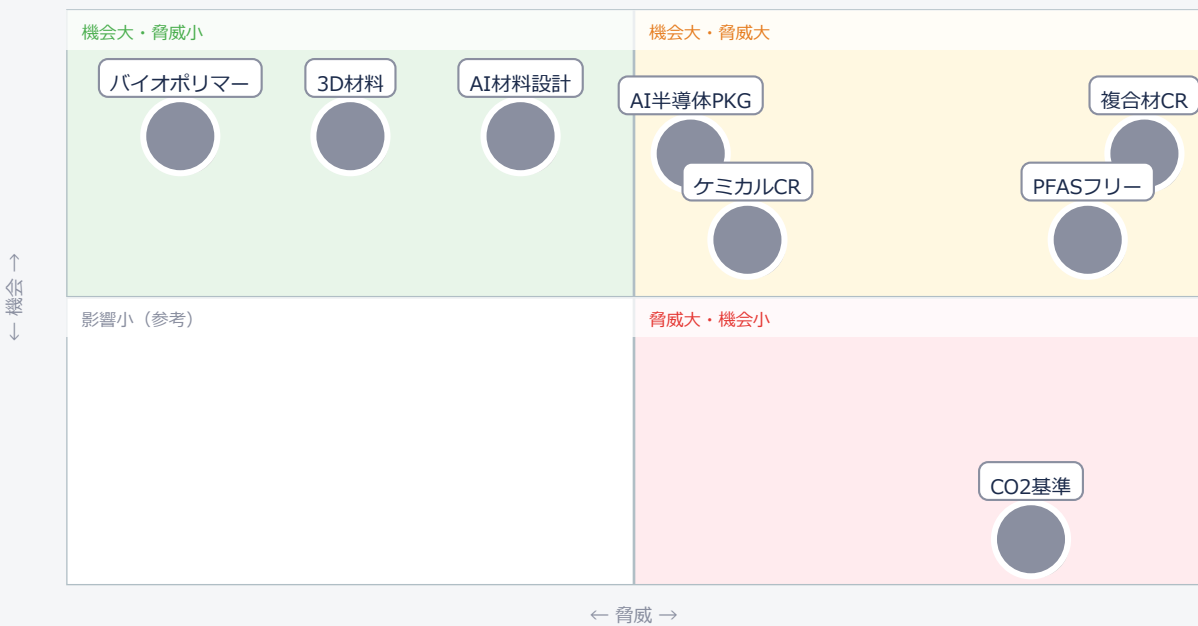 機会大・脅威小
機会大・脅威大
バイオポリマー
3D材料
AI材料設計
AI半導体PKG
複合材CR
ケミカルCR
PFASフリー
← 機会 →
影響小（参考）
脅威大・機会小
CO2基準
← 脅威 →